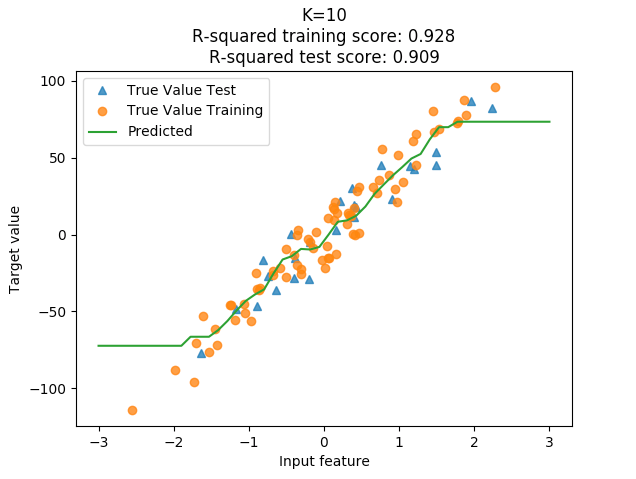 K=10
R-squared training score: 0.928
R-squared test score: 0.909
True Value Test
True Value Training
Predicted
100
50
0
−50
−100
Target value
−3 −2 −1 0 1 2 3
Input feature